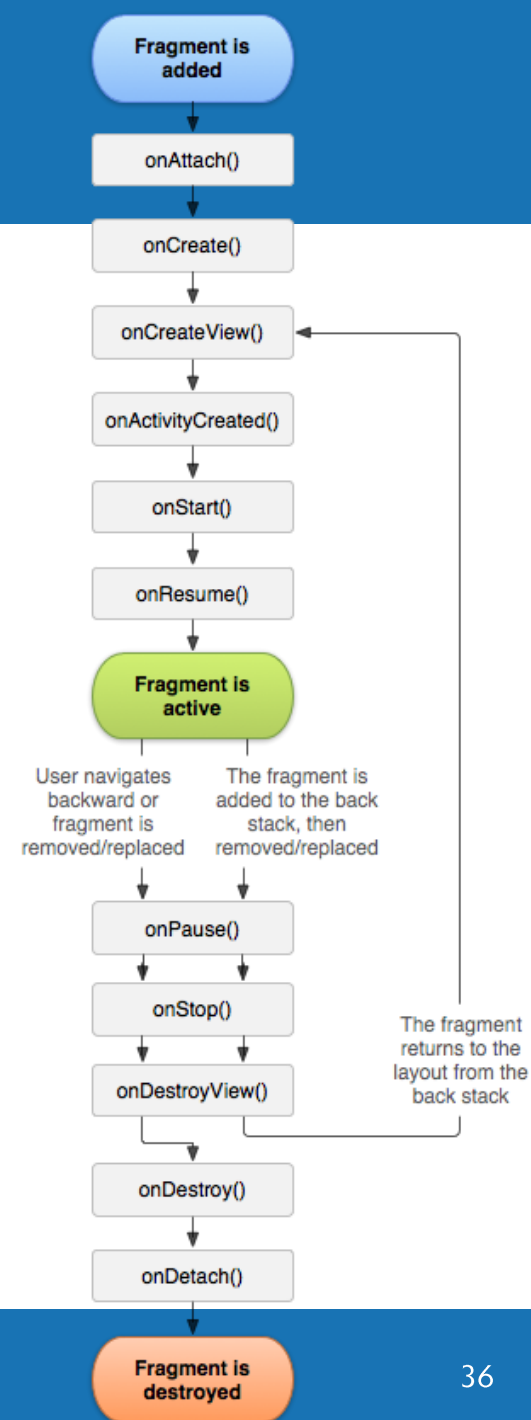 Fragment is
added
onAttach()
onCreate()
onCreateView()
onActivityCreated()
onStart()
onResume()
Fragment is
active
User navigates
backward or
fragment is
removed/replaced
The fragment is
added to the back
stack, then
removed/replaced
onPause()
onStop()
The fragment
returns to the
layout from the
back stack
onDestroyView()
onDestroy()
onDetach()
Fragment is
destroyed
36